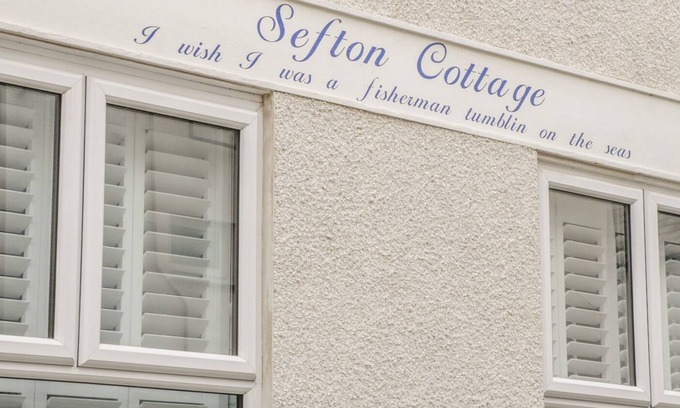 Sefton Cottage
I wish I was a fisherman tumblin on the seas